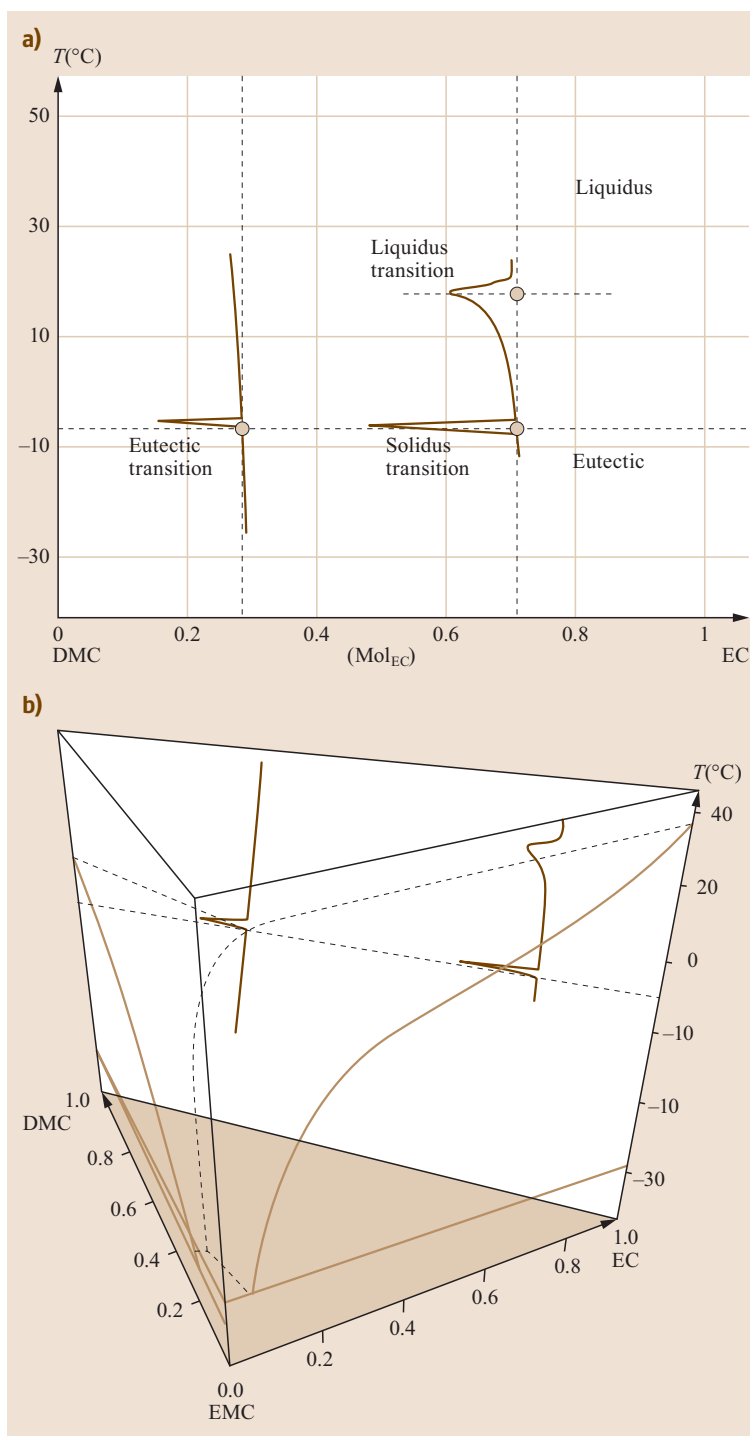 a)
T(°C)
50
30
10
–10
–30
Liquidus
Liquidus
transition
Eutectic
transition
Solidus
transition
Eutectic
0
0.2
0.4
0.6
0.8
1
DMC
(MolEC)
EC
b)
T(°C)
40
20
0
–10
–10
–30
1.0
DMC
0.8
0.6
0.4
0.2
0.0
EMC
0.2
0.4
0.6
0.8
1.0
EC